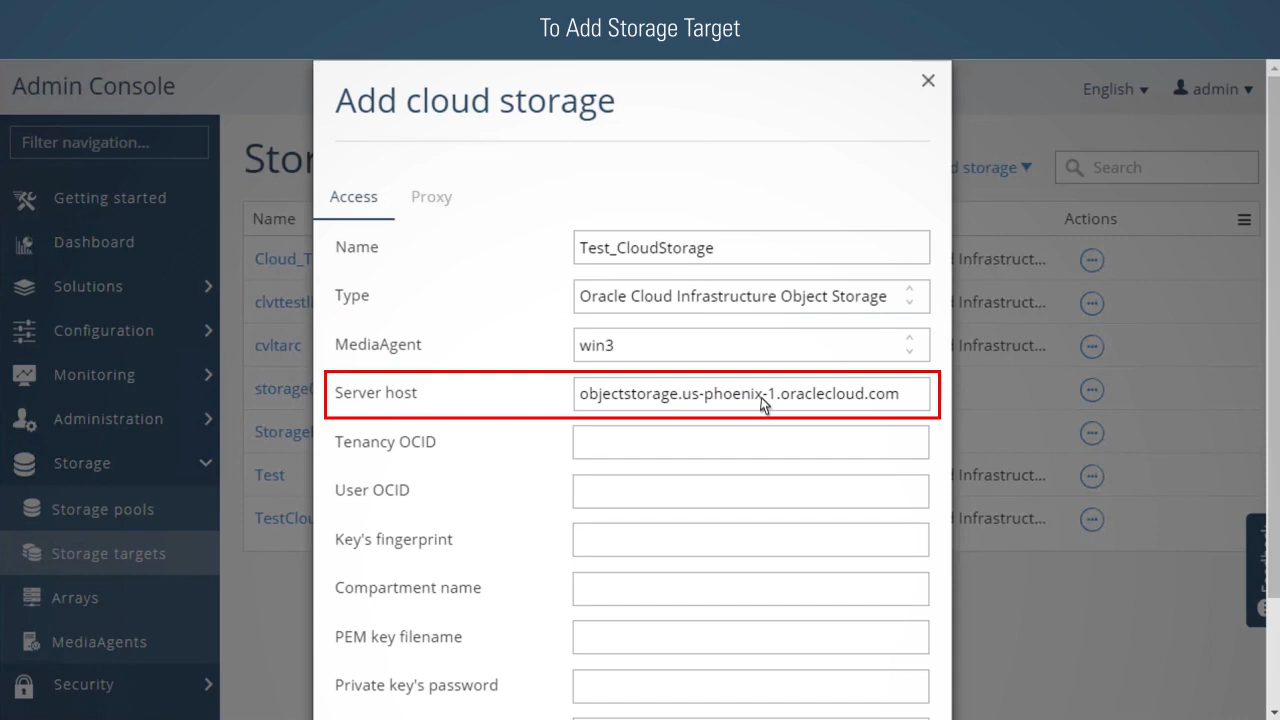 To Add Storage Target
Admin Console
English
admin
Filter navigation...
Getting started
Dashboard
Solutions
Configuration
Monitoring
Administration
Storage
Storage pools
Storage targets
Arrays
MediaAgents
Security
Stor
d storage
Search
Name
Actions
Cloud_T
d Infrastruct...
clvttestl
d Infrastruct...
cvltarc
d Infrastruct...
storage
Storage
Test
d Infrastruct...
TestClou
d Infrastruct...
Add cloud storage
Access
Proxy
Name
Test_CloudStorage
Type
Oracle Cloud Infrastructure Object Storage
MediaAgent
win3
Server host
objectstorage.us-phoenix-1.oraclecloud.com
Tenancy OCID
User OCID
Key's fingerprint
Compartment name
PEM key filename
Private key's password